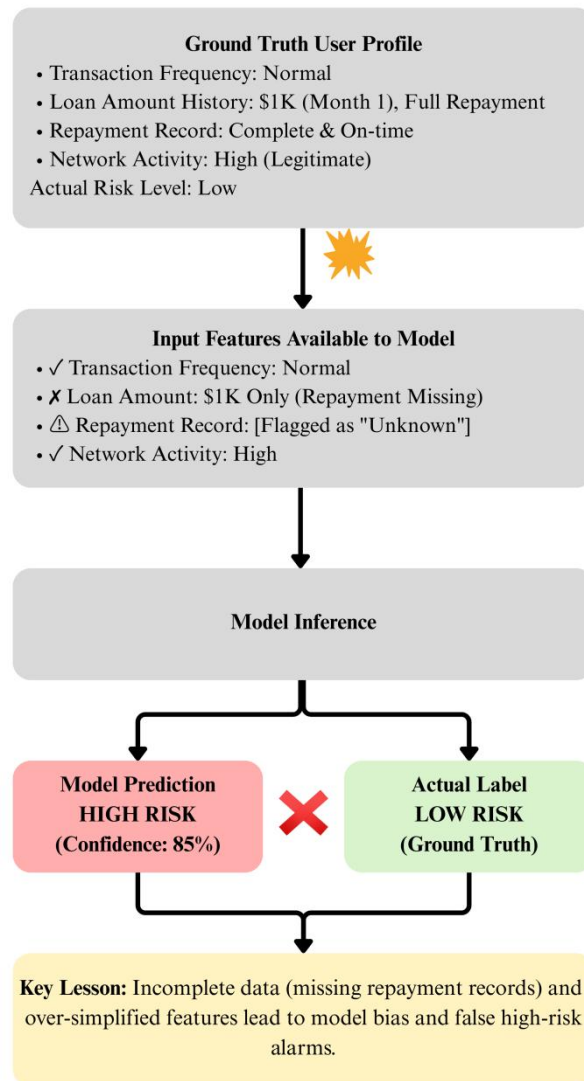 Ground Truth User Profile
• Transaction Frequency: Normal
• Loan Amount History: $1K (Month 1), Full Repayment
• Repayment Record: Complete & On-time
• Network Activity: High (Legitimate)
Actual Risk Level: Low
Input Features Available to Model
• ✓ Transaction Frequency: Normal
• ✗ Loan Amount: $1K Only (Repayment Missing)
• ⚠ Repayment Record: [Flagged as "Unknown"]
• ✓ Network Activity: High
Model Inference
Model Prediction
HIGH RISK
(Confidence: 85%)
Actual Label
LOW RISK
(Ground Truth)
Key Lesson: Incomplete data (missing repayment records) and
over-simplified features lead to model bias and false high-risk
alarms.